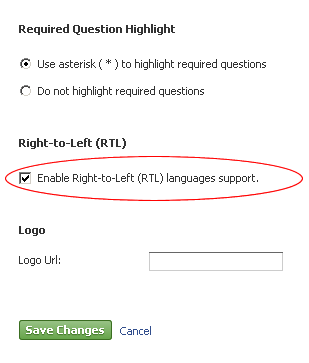 Required Question Highlight
Use asterisk ( * ) to highlight required questions
Do not highlight required questions
Right-to-Left (RTL)
Enable Right-to-Left (RTL) languages support.
Logo
Logo Url:
Save Changes Cancel